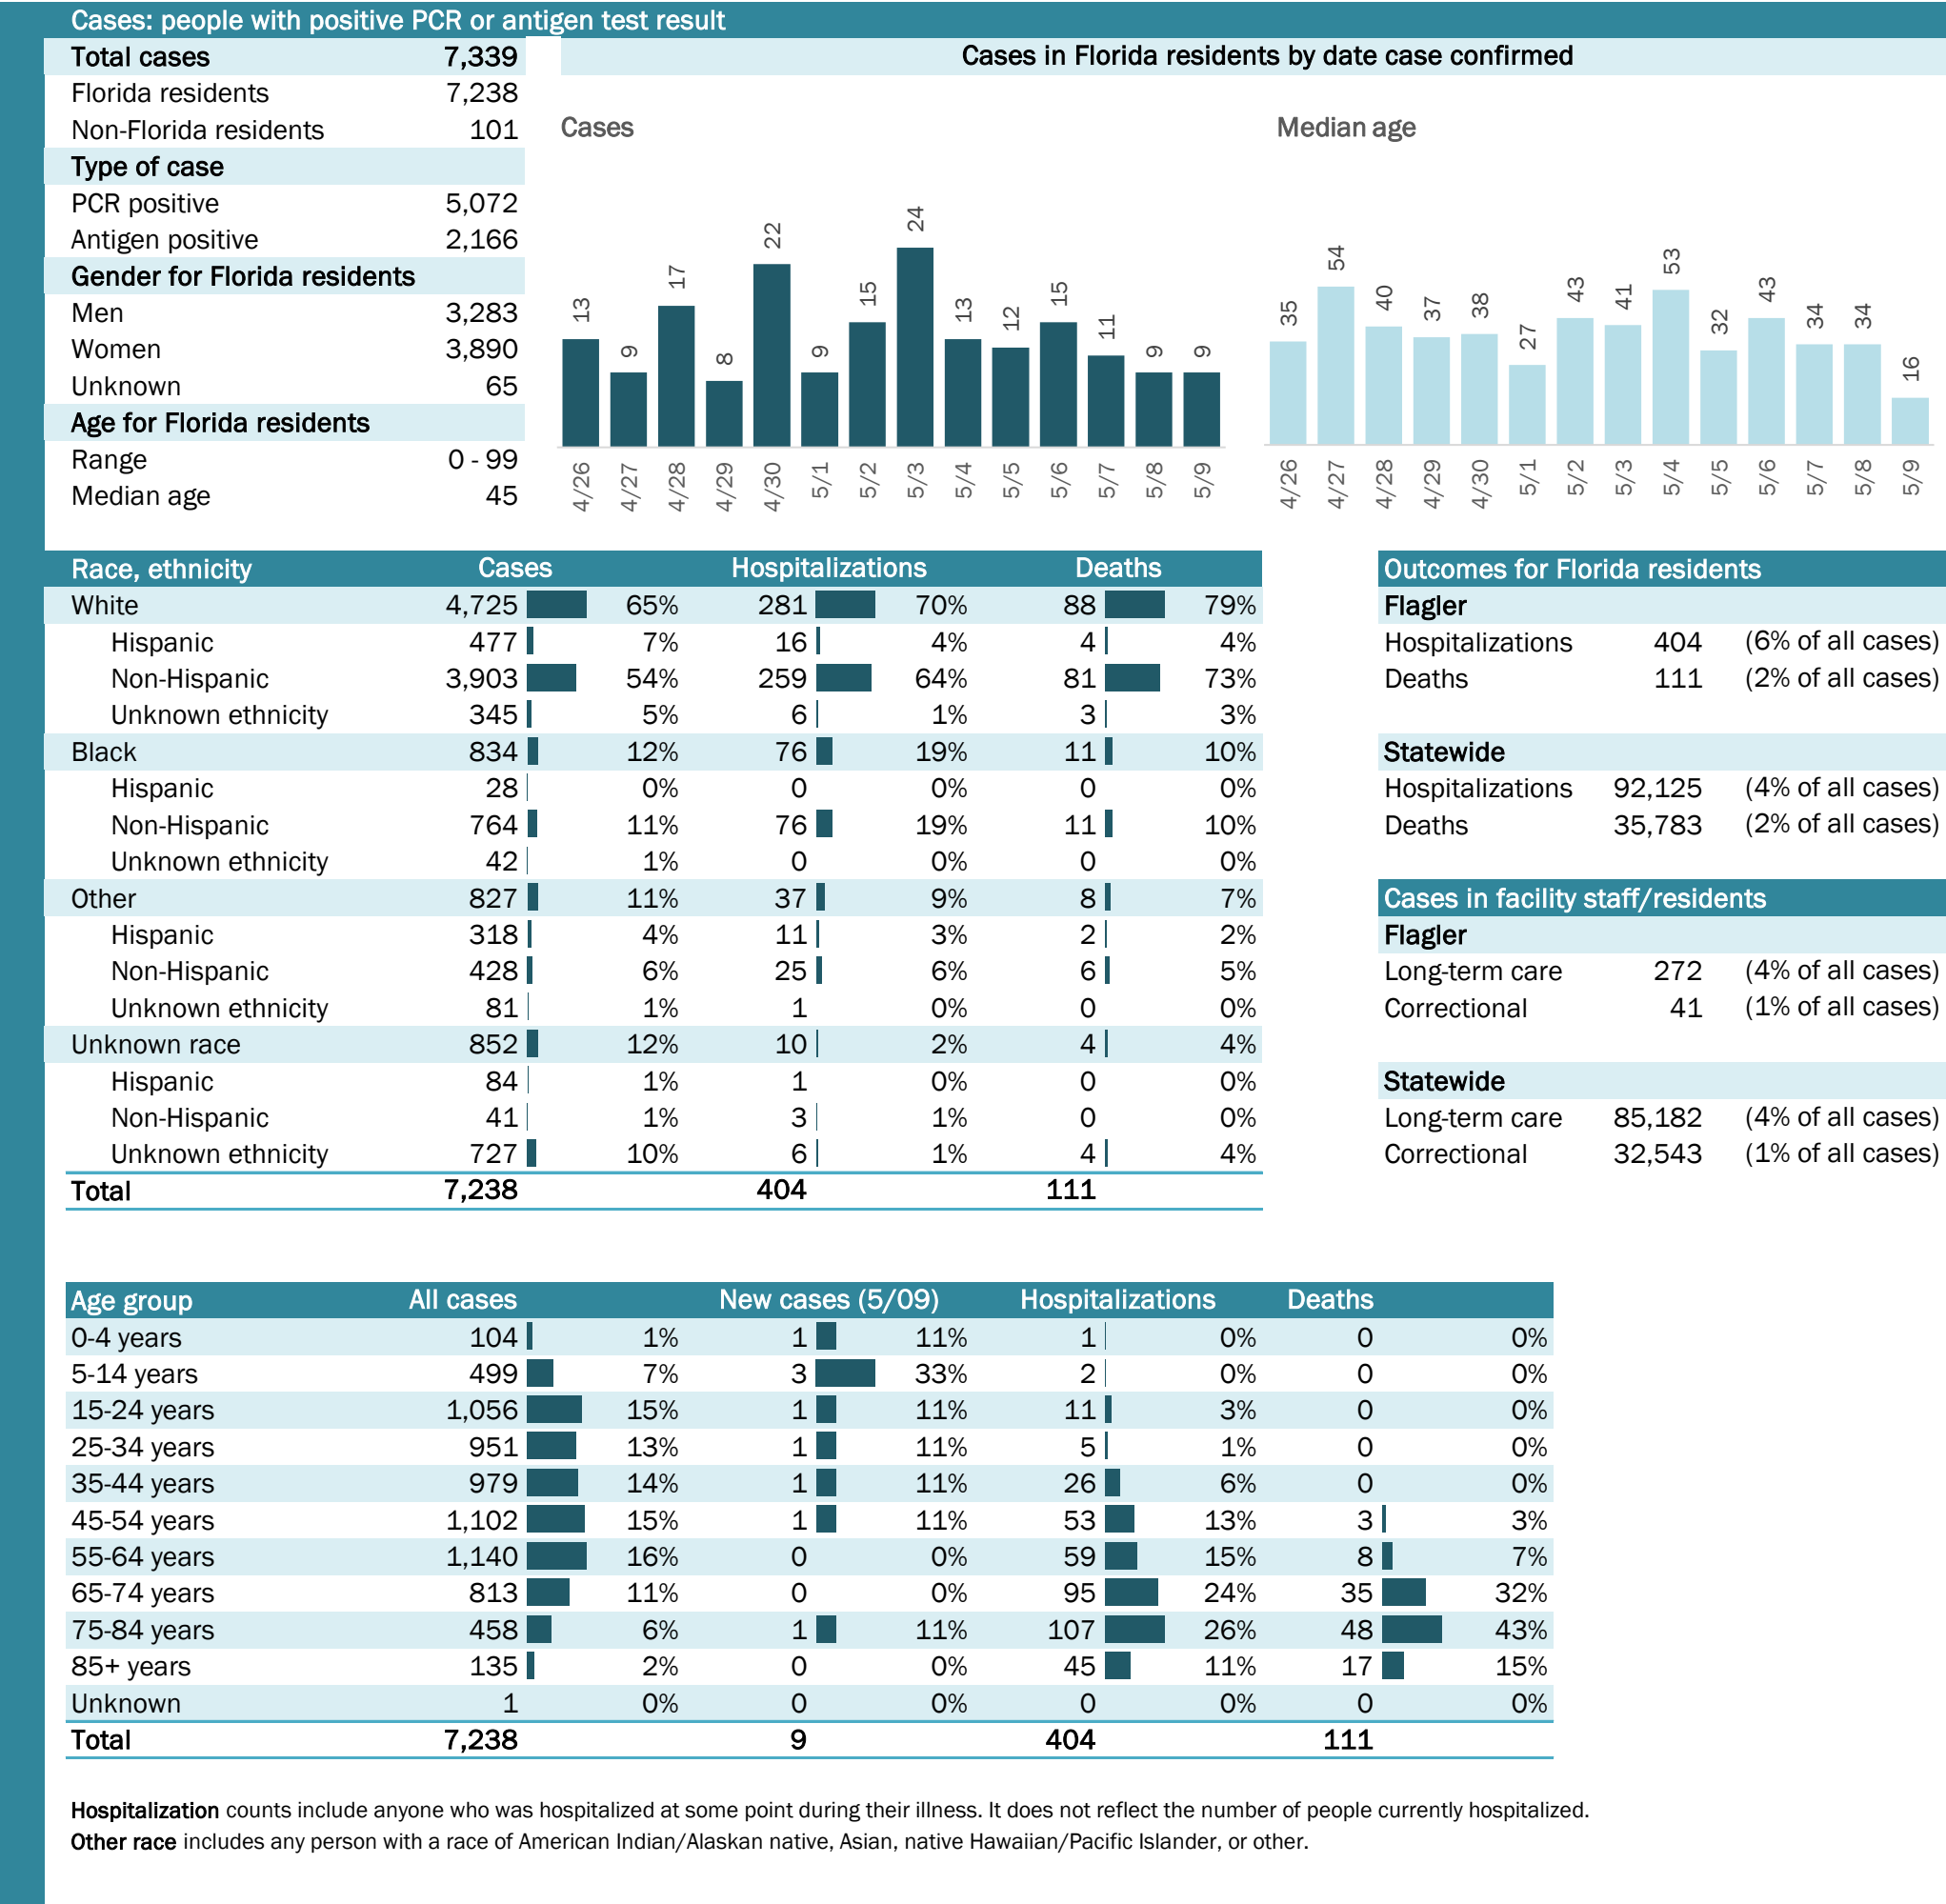 Cases: people with positive PCR or antigen test result
Total cases 7,339
Florida residents 7,238
Non-Florida residents 101
Type of case
PCR positive 5,072
Antigen positive 2,166
Gender for Florida residents
Men 3,283
Women 3,890
Unknown 65
Age for Florida residents
Range 0 - 99
Median age 45
Cases in Florida residents by date case confirmed
Cases
13 9 17 8 22 9 15 24 13 12 15 11 9 9
4/26 4/27 4/28 4/29 4/30 5/1 5/2 5/3 5/4 5/5 5/6 5/7 5/8 5/9
Median age
35 54 40 37 38 27 43 41 53 32 43 34 34 16
4/26 4/27 4/28 4/29 4/30 5/1 5/2 5/3 5/4 5/5 5/6 5/7 5/8 5/9
Race, ethnicity Cases Hospitalizations Deaths
White 4,725 65% 281 70% 88 79%
Hispanic 477 7% 16 4% 4 4%
Non-Hispanic 3,903 54% 259 64% 81 73%
Unknown ethnicity 345 5% 6 1% 3 3%
Black 834 12% 76 19% 11 10%
Hispanic 28 0% 0 0% 0 0%
Non-Hispanic 764 11% 76 19% 11 10%
Unknown ethnicity 42 1% 0 0% 0 0%
Other 827 11% 37 9% 8 7%
Hispanic 318 4% 11 3% 2 2%
Non-Hispanic 428 6% 25 6% 6 5%
Unknown ethnicity 81 1% 1 0% 0 0%
Unknown race 852 12% 10 2% 4 4%
Hispanic 84 1% 1 0% 0 0%
Non-Hispanic 41 1% 3 1% 0 0%
Unknown ethnicity 727 10% 6 1% 4 4%
Total 7,238 404 111
Outcomes for Florida residents
Flagler
Hospitalizations 404 (6% of all cases)
Deaths 111 (2% of all cases)
Statewide
Hospitalizations 92,125 (4% of all cases)
Deaths 35,783 (2% of all cases)
Cases in facility staff/residents
Flagler
Long-term care 272 (4% of all cases)
Correctional 41 (1% of all cases)
Statewide
Long-term care 85,182 (4% of all cases)
Correctional 32,543 (1% of all cases)
Age group All cases New cases (5/09) Hospitalizations Deaths
0-4 years 104 1% 1 11% 1 0% 0 0%
5-14 years 499 7% 3 33% 2 0% 0 0%
15-24 years 1,056 15% 1 11% 11 3% 0 0%
25-34 years 951 13% 1 11% 5 1% 0 0%
35-44 years 979 14% 1 11% 26 6% 0 0%
45-54 years 1,102 15% 1 11% 53 13% 3 3%
55-64 years 1,140 16% 0 0% 59 15% 8 7%
65-74 years 813 11% 0 0% 95 24% 35 32%
75-84 years 458 6% 1 11% 107 26% 48 43%
85+ years 135 2% 0 0% 45 11% 17 15%
Unknown 1 0% 0 0% 0 0% 0 0%
Total 7,238 9 404 111
Hospitalization counts include anyone who was hospitalized at some point during their illness. It does not reflect the number of people currently hospitalized.
Other race includes any person with a race of American Indian/Alaskan native, Asian, native Hawaiian/Pacific Islander, or other.